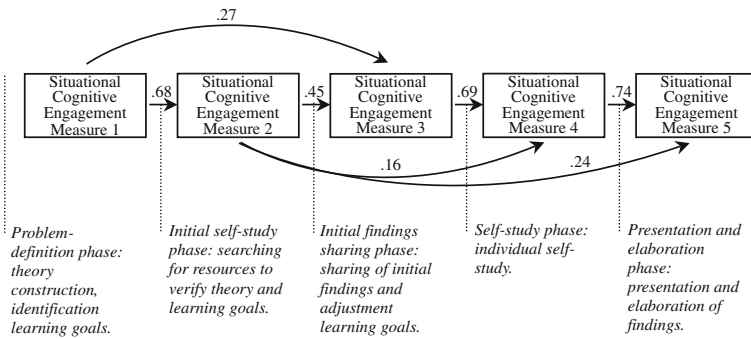 .27
Situational
Cognitive
Engagement
Measure 1
.68
Situational
Cognitive
Engagement
Measure 2
.45
Situational
Cognitive
Engagement
Measure 3
.69
Situational
Cognitive
Engagement
Measure 4
.74
Situational
Cognitive
Engagement
Measure 5
.16
.24
Problem-
definition phase:
theory
construction,
identification
learning goals.
Initial self-study
phase: searching
for resources to
verify theory and
learning goals.
Initial findings
sharing phase:
sharing of initial
findings and
adjustment
learning goals.
Self-study phase:
individual self-
study.
Presentation and
elaboration
phase:
presentation and
elaboration of
findings.